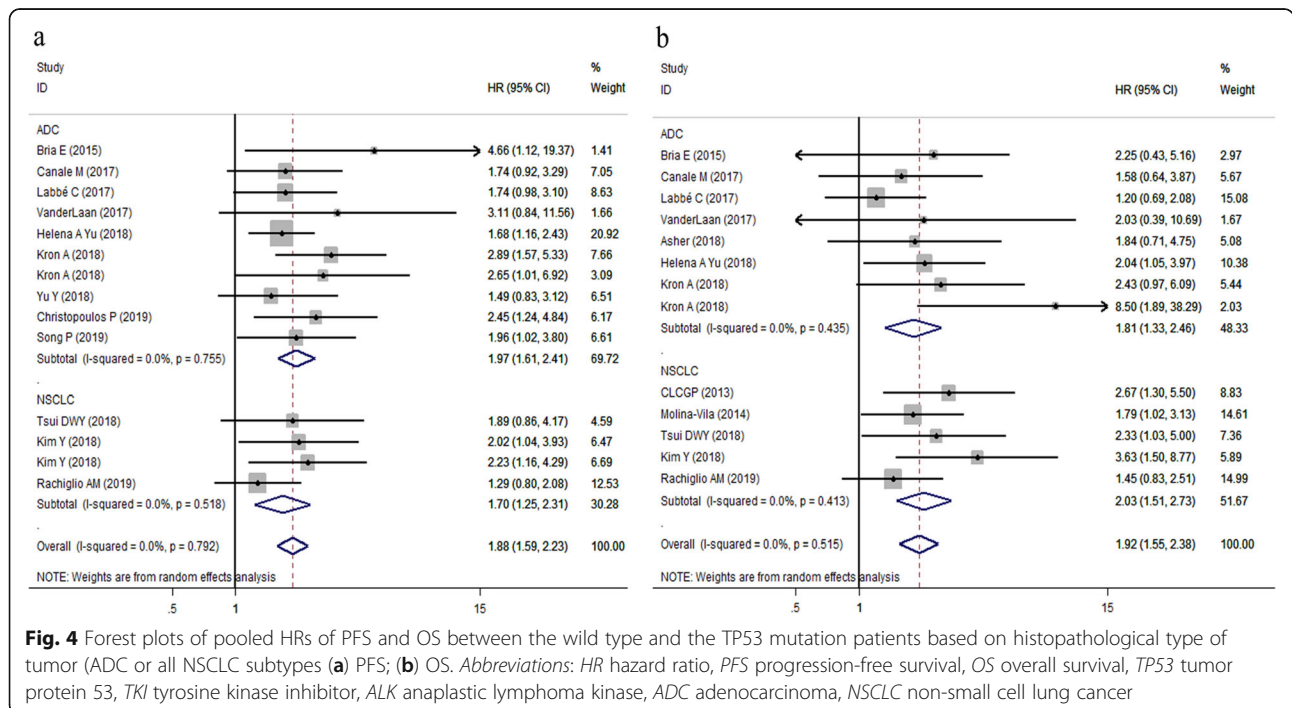 a
Study
%
ID
HR (95% CI)
Weight
ADC
Bria E (2015)
4.66 (1.12, 19.37)
1.41
Canale M (2017)
1.74 (0.92, 3.29)
7.05
Labbé C (2017)
1.74 (0.98, 3.10)
8.63
VanderLaan (2017)
3.11 (0.84, 11.56)
1.66
Helena A Yu (2018)
1.68 (1.16, 2.43)
20.92
Kron A (2018)
2.89 (1.57, 5.33)
7.66
Kron A (2018)
2.65 (1.01, 6.92)
3.09
Yu Y (2018)
1.49 (0.83, 3.12)
6.51
Christopoulos P (2019)
2.45 (1.24, 4.84)
6.17
Song P (2019)
1.96 (1.02, 3.80)
6.61
Subtotal (I-squared = 0.0%, p = 0.755)
1.97 (1.61, 2.41)
69.72
.
NSCLC
Tsui DWY (2018)
1.89 (0.86, 4.17)
4.59
Kim Y (2018)
2.02 (1.04, 3.93)
6.47
Kim Y (2018)
2.23 (1.16, 4.29)
6.69
Rachiglio AM (2019)
1.29 (0.80, 2.08)
12.53
Subtotal (I-squared = 0.0%, p = 0.518)
1.70 (1.25, 2.31)
30.28
.
Overall (I-squared = 0.0%, p = 0.792)
1.88 (1.59, 2.23)
100.00
NOTE: Weights are from random effects analysis
.5
1
15
b
Study
%
ID
HR (95% CI)
Weight
ADC
Bria E (2015)
2.25 (0.43, 5.16)
2.97
Canale M (2017)
1.58 (0.64, 3.87)
5.67
Labbé C (2017)
1.20 (0.69, 2.08)
15.08
VanderLaan (2017)
2.03 (0.39, 10.69)
1.67
Asher (2018)
1.84 (0.71, 4.75)
5.08
Helena A Yu (2018)
2.04 (1.05, 3.97)
10.38
Kron A (2018)
2.43 (0.97, 6.09)
5.44
Kron A (2018)
8.50 (1.89, 38.29)
2.03
Subtotal (I-squared = 0.0%, p = 0.435)
1.81 (1.33, 2.46)
48.33
.
NSCLC
CLCGP (2013)
2.67 (1.30, 5.50)
8.83
Molina-Vila (2014)
1.79 (1.02, 3.13)
14.61
Tsui DWY (2018)
2.33 (1.03, 5.00)
7.36
Kim Y (2018)
3.63 (1.50, 8.77)
5.89
Rachiglio AM (2019)
1.45 (0.83, 2.51)
14.99
Subtotal (I-squared = 0.0%, p = 0.413)
2.03 (1.51, 2.73)
51.67
.
Overall (I-squared = 0.0%, p = 0.515)
1.92 (1.55, 2.38)
100.00
NOTE: Weights are from random effects analysis
.5
1
15
Fig. 4 Forest plots of pooled HRs of PFS and OS between the wild type and the TP53 mutation patients based on histopathological type of
tumor (ADC or all NSCLC subtypes (a) PFS; (b) OS. Abbreviations: HR hazard ratio, PFS progression-free survival, OS overall survival, TP53 tumor
protein 53, TKI tyrosine kinase inhibitor, ALK anaplastic lymphoma kinase, ADC adenocarcinoma, NSCLC non-small cell lung cancer